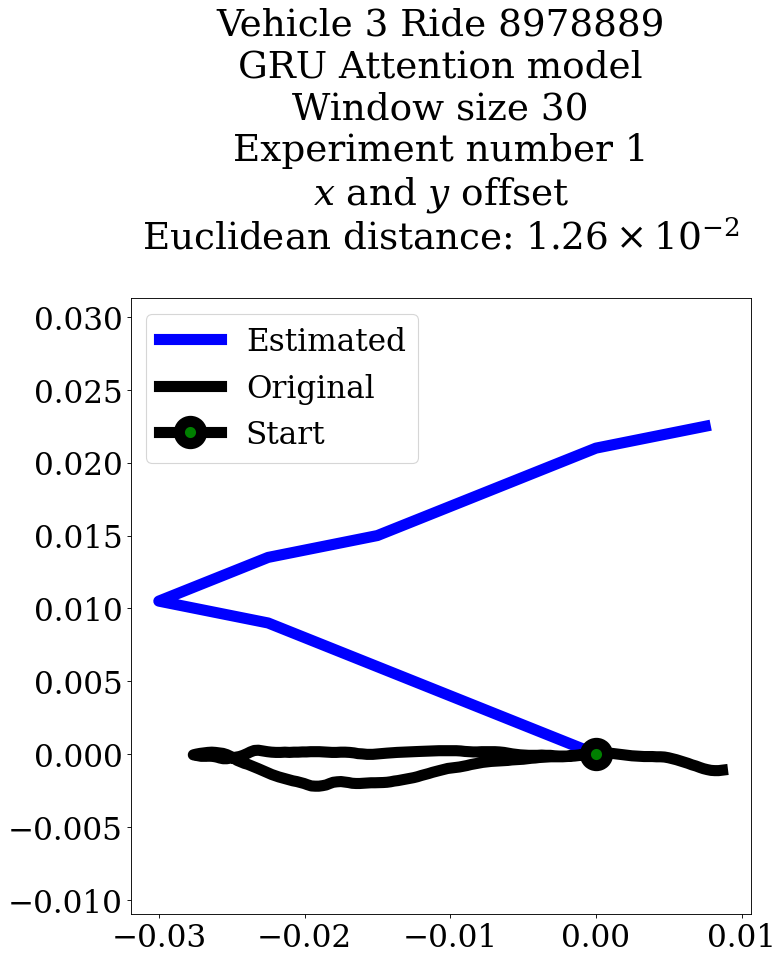 Vehicle 3 Ride 8978889
GRU Attention model
Window size 30
Experiment number 1
x and y offset
Euclidean distance: 1.26 × 10⁻²
Estimated
Original
Start
0.030
0.025
0.020
0.015
0.010
0.005
0.000
−0.005
−0.010
−0.03 −0.02 −0.01 0.00 0.01